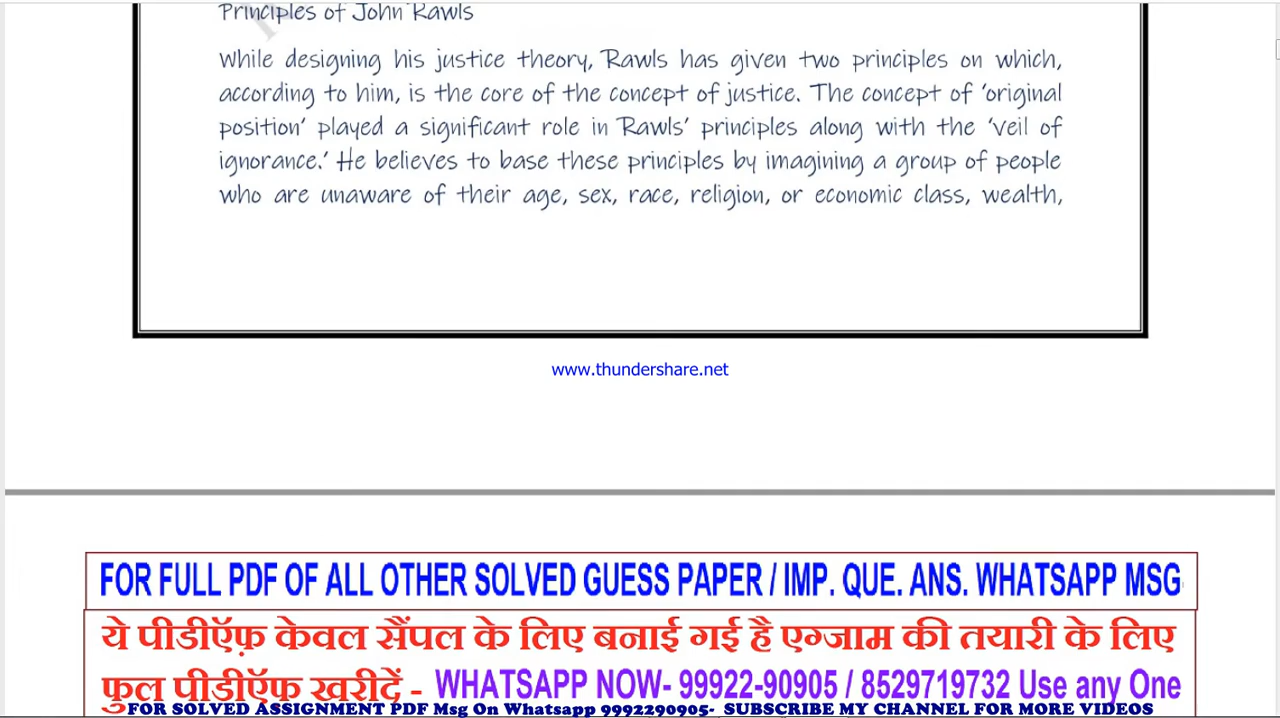 Principles of John Rawls
While designing his justice theory, Rawls has given two principles on which,
according to him, is the core of the concept of justice. The concept of 'original
position' played a significant role in Rawls' principles along with the 'veil of
ignorance.' He believes to base these principles by imagining a group of people
who are unaware of their age, sex, race, religion, or economic class, wealth,
www.thundershare.net
FOR FULL PDF OF ALL OTHER SOLVED GUESS PAPER / IMP. QUE. ANS. WHATSAPP MSG
ये पीडीऍफ़ केवल सैंपल के लिए बनाई गई है एग्जाम की तयारी के लिए
फुल पीडीऍफ़ खरीदें - WHATSAPP NOW- 99922-90905 / 8529719732 Use any One
FOR SOLVED ASSIGNMENT PDF Msg On Whatsapp 9992290905- SUBSCRIBE MY CHANNEL FOR MORE VIDEOS